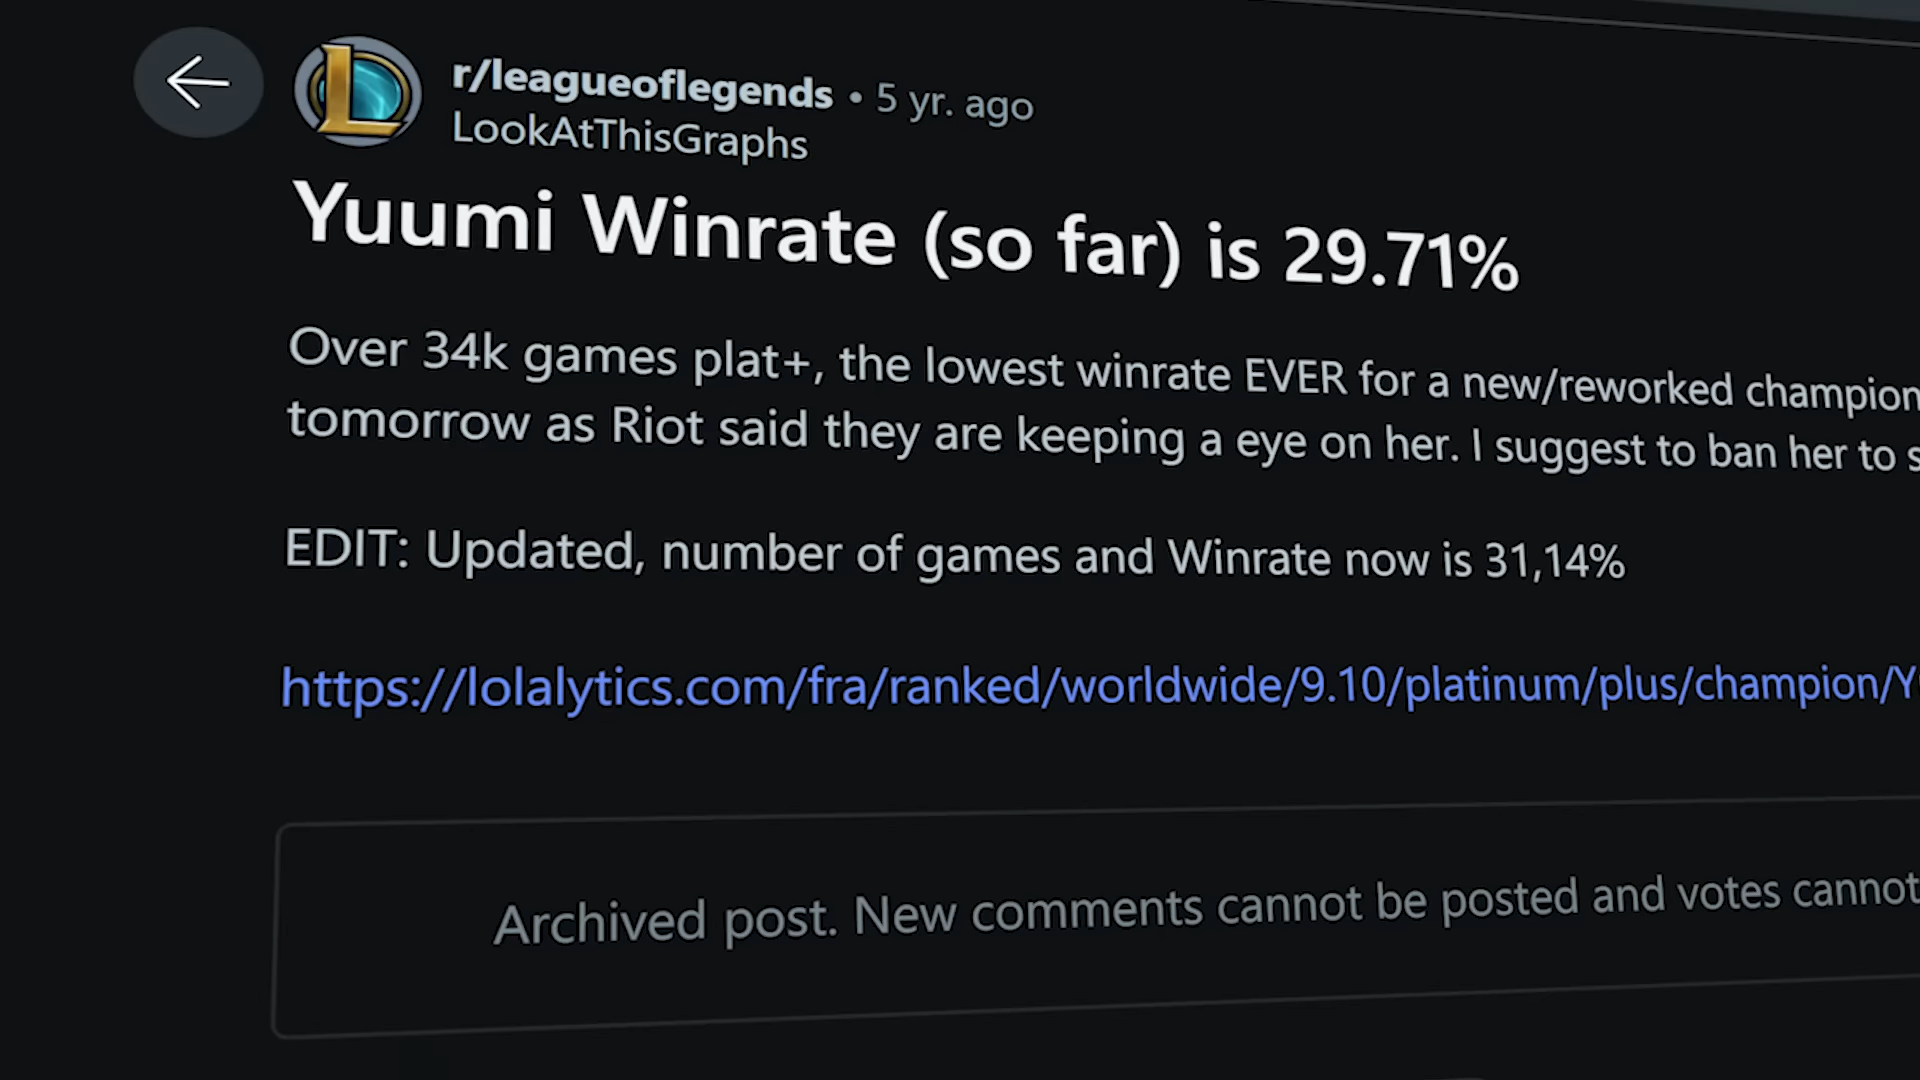 r/leagueoflegends • 5 yr. ago
LookAtThisGraphs
Yuumi Winrate (so far) is 29.71%
Over 34k games plat+, the lowest winrate EVER for a new/reworked champion
tomorrow as Riot said they are keeping a eye on her. I suggest to ban her to s
EDIT: Updated, number of games and Winrate now is 31,14%
https://lolalytics.com/fra/ranked/worldwide/9.10/platinum/plus/champion/Y
Archived post. New comments cannot be posted and votes cannot